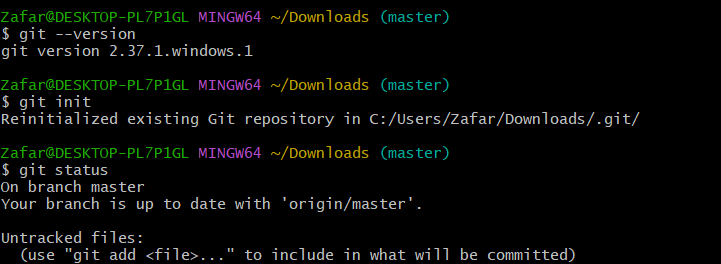 Zafar@DESKTOP-PL7P1GL MINGW64 ~/Downloads (master)
$ git --version
git version 2.37.1.windows.1
Zafar@DESKTOP-PL7P1GL MINGW64 ~/Downloads (master)
$ git init
Reinitialized existing Git repository in C:/Users/Zafar/Downloads/.git/
Zafar@DESKTOP-PL7P1GL MINGW64 ~/Downloads (master)
$ git status
On branch master
Your branch is up to date with 'origin/master'.
Untracked files:
(use "git add <file>..." to include in what will be committed)